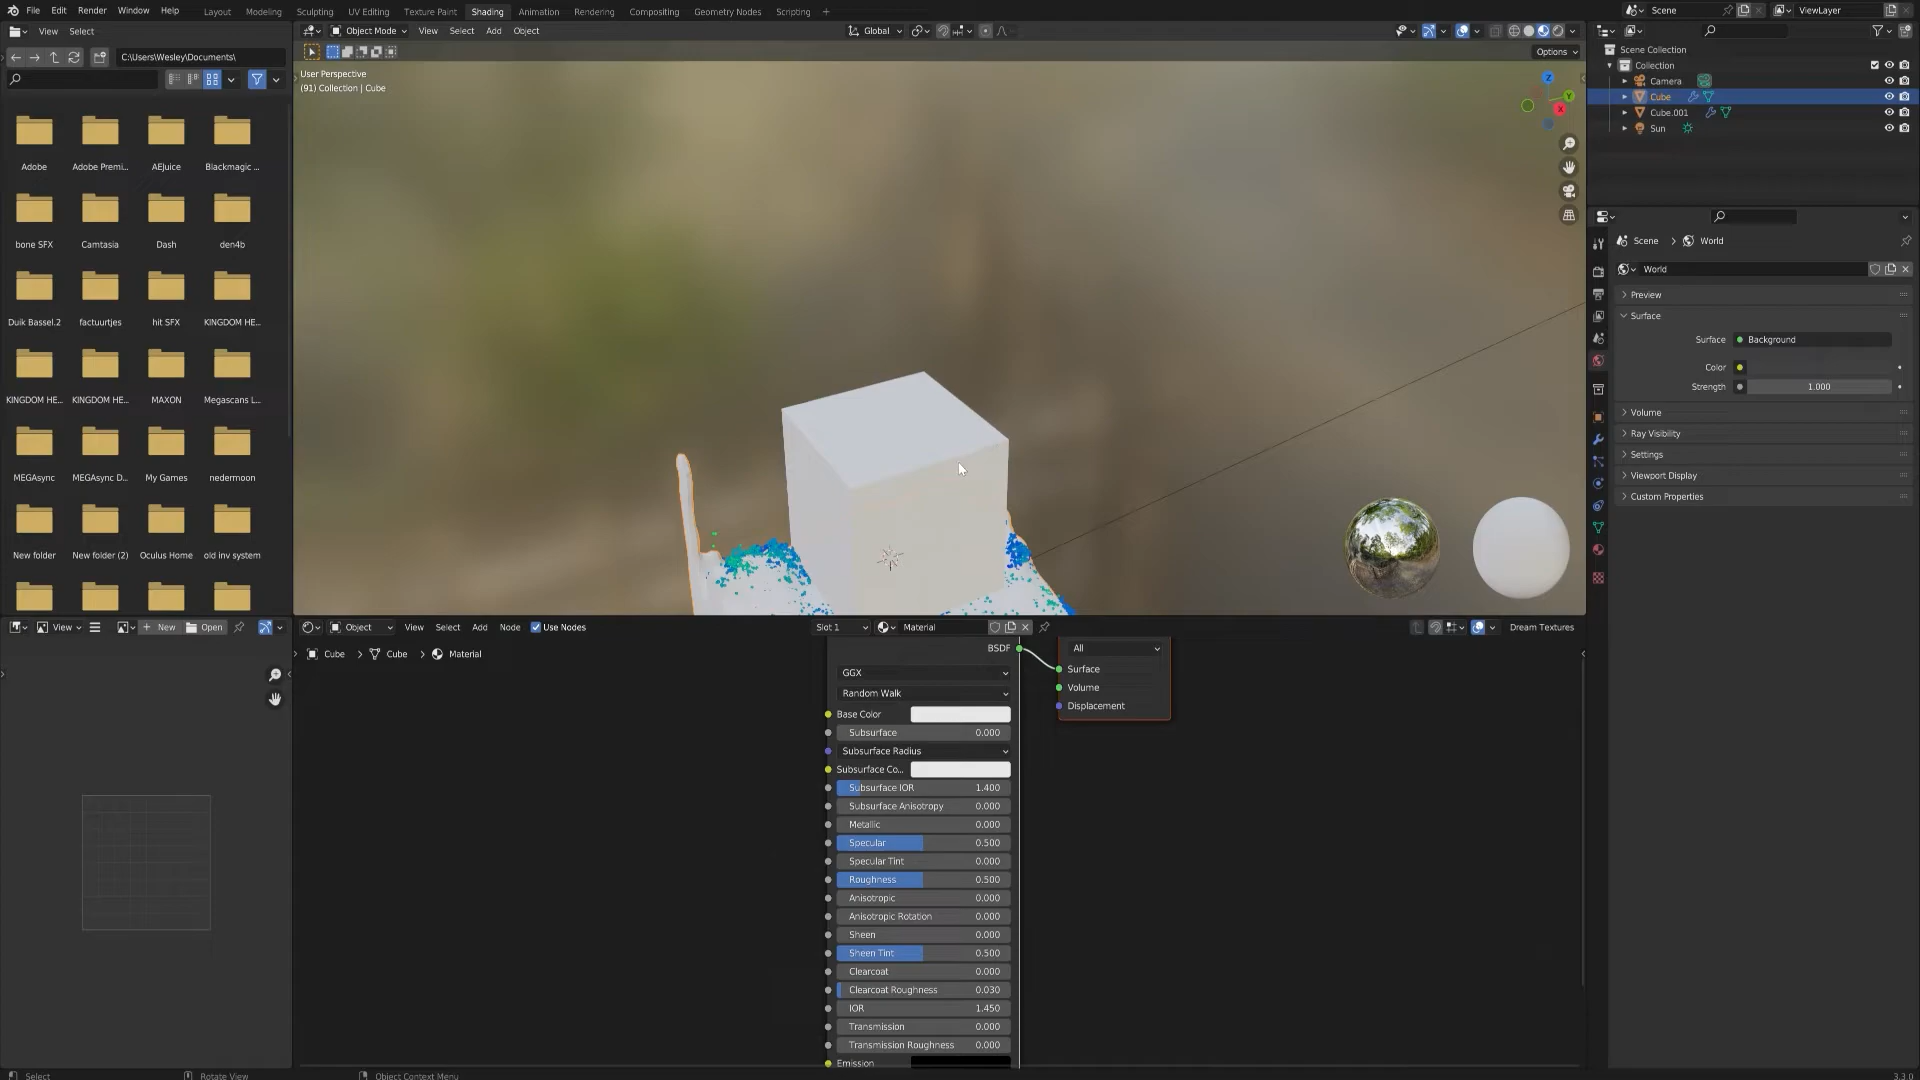 File Edit Render Window Help Layout Modeling Sculpting UV Editing Texture Paint Shading Animation Rendering Compositing Geometry Nodes Scripting + Scene ViewLayer
View Select Object Mode View Select Add Object Global
C:\Users\Wesley\Documents\ Options
User Perspective
(91) Collection | Cube
Adobe Adobe Premi... AEJuice Blackmagic ...
bone SFX Camtasia Dash den4b
Duik Bassel.2 factuurtjes hit SFX KINGDOM HE...
KINGDOM HE... KINGDOM HE... MAXON Megascans L...
MEGAsync MEGAsync D... My Games nedermoon
New folder New folder (2) Oculus Home old inv system
Z
Y
X
Scene Collection
Collection
Camera
Cube
Cube.001
Sun
Scene > World
World
Preview
Surface
Surface Background
Color
Strength 1.000
Volume
Ray Visibility
Settings
Viewport Display
Custom Properties
View + New Open Object View Select Add Node Use Nodes Slot 1 Material Dream Textures
Cube > Cube > Material
BSDF
GGX
Random Walk
Base Color
Subsurface 0.000
Subsurface Radius
Subsurface Co...
Subsurface IOR 1.400
Subsurface Anisotropy 0.000
Metallic 0.000
Specular 0.500
Specular Tint 0.000
Roughness 0.500
Anisotropic 0.000
Anisotropic Rotation 0.000
Sheen 0.000
Sheen Tint 0.500
Clearcoat 0.000
Clearcoat Roughness 0.030
IOR 1.450
Transmission 0.000
Transmission Roughness 0.000
Emission
All
Surface
Volume
Displacement
Select Rotate View Object Context Menu 3.3.0